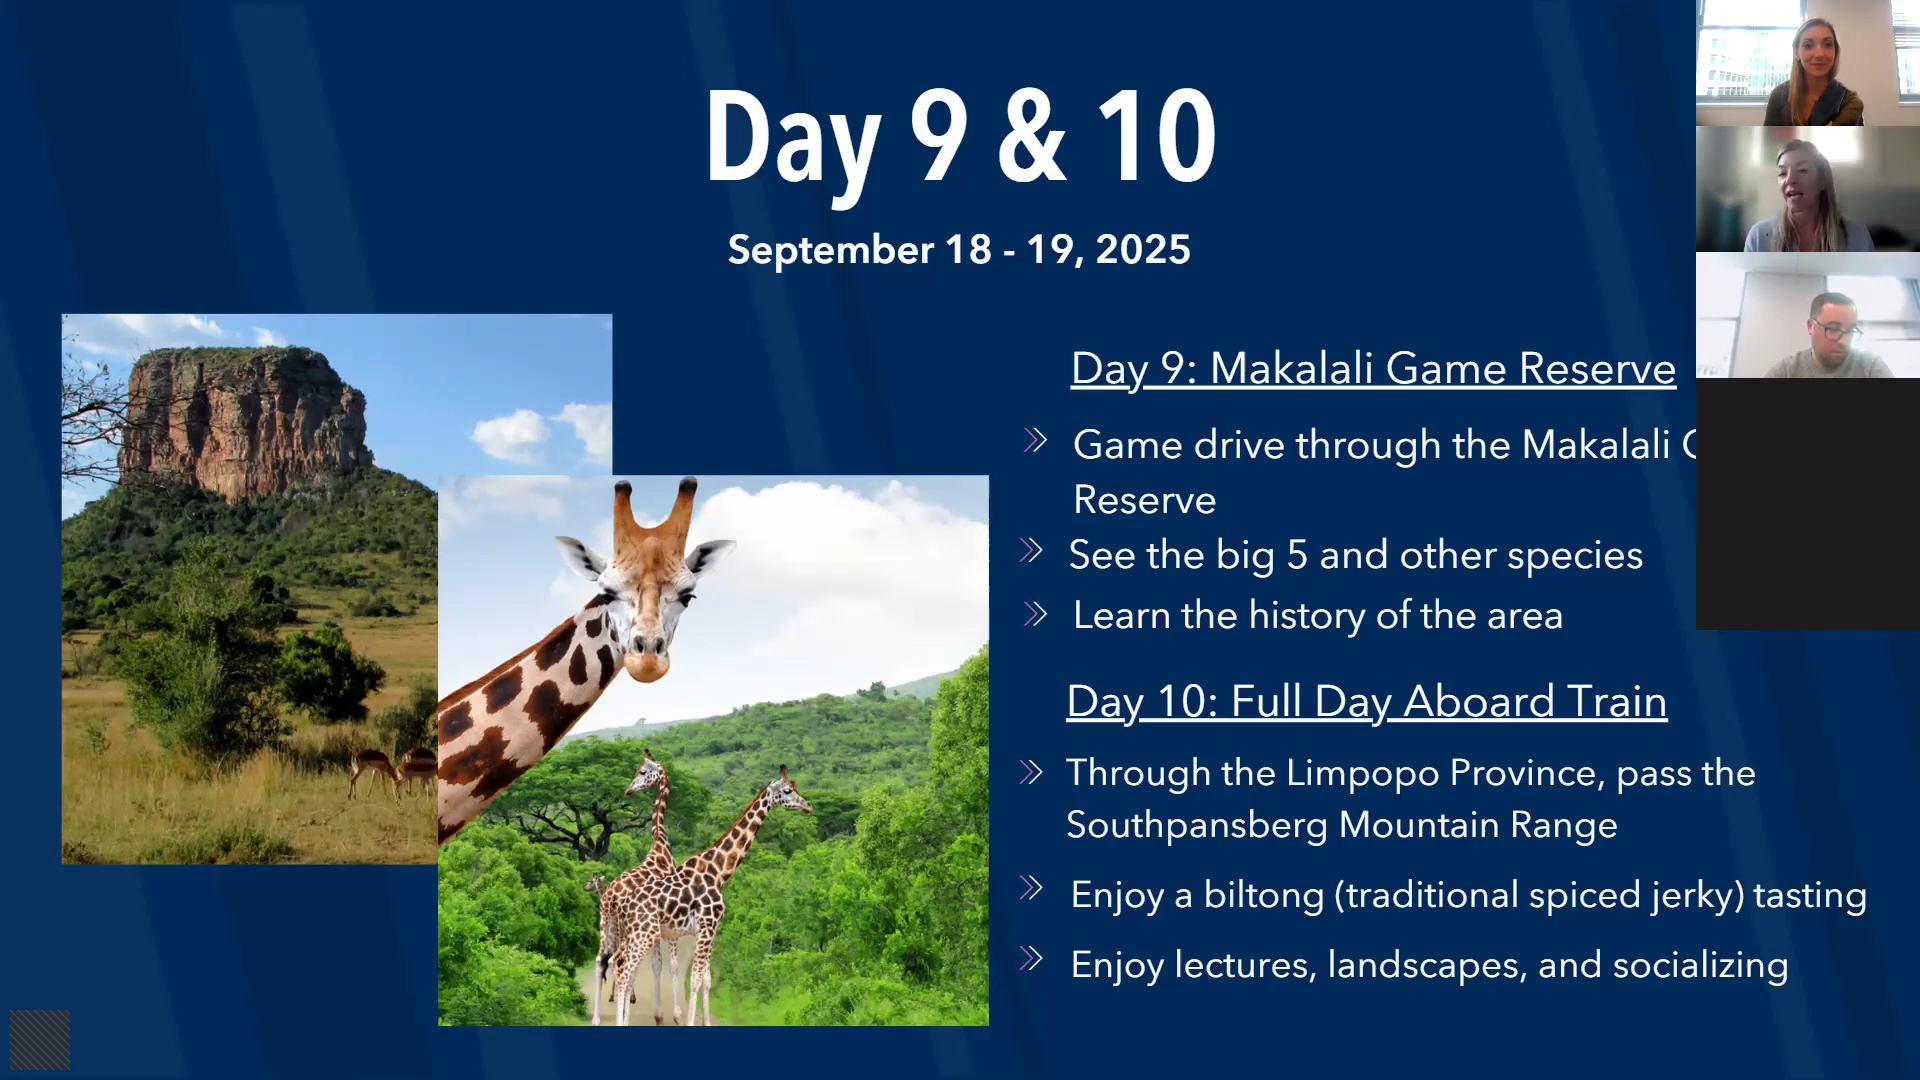 Day 9 & 10
September 18 - 19, 2025
Day 9: Makalali Game Reserve
Game drive through the Makalali
Reserve
See the big 5 and other species
Learn the history of the area
Day 10: Full Day Aboard Train
Through the Limpopo Province, pass the
Southpansberg Mountain Range
Enjoy a biltong (traditional spiced jerky) tasting
Enjoy lectures, landscapes, and socializing